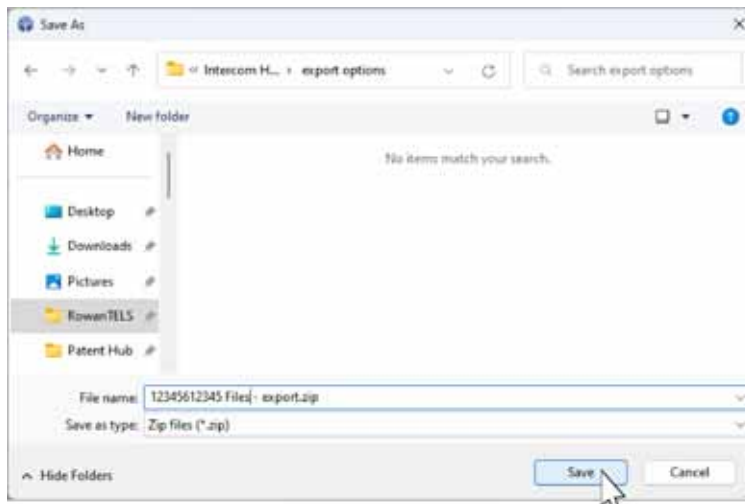 Save As
« Intercom H... › export options
Search export options
Organize
New folder
Home
No items match your search.
Desktop
Downloads
Pictures
RowanTELS
Patent Hub
File name: 12345612345 Files - export.zip
Save as type: Zip files (*.zip)
Hide Folders
Save
Cancel